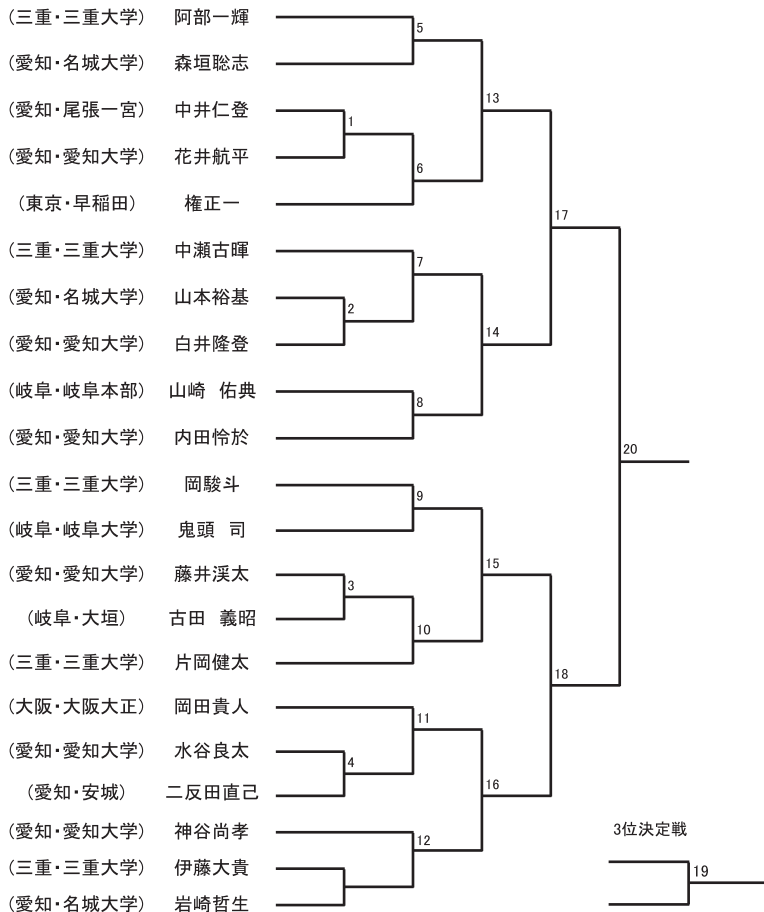 (三重・三重大学) 阿部一輝
5
(愛知・名城大学) 森垣聡志
13
(愛知・尾張一宮) 中井仁登
1
(愛知・愛知大学) 花井航平
6
(東京・早稲田) 権正一
17
(三重・三重大学) 中瀬古暉
7
(愛知・名城大学) 山本裕基
2
14
(愛知・愛知大学) 白井隆登
(岐阜・岐阜本部) 山崎 佑典
8
(愛知・愛知大学) 内田怜於
20
(三重・三重大学) 岡駿斗
9
(岐阜・岐阜大学) 鬼頭 司
15
(愛知・愛知大学) 藤井渓太
3
(岐阜・大垣) 古田 義昭
10
(三重・三重大学) 片岡健太
18
(大阪・大阪大正) 岡田貴人
11
(愛知・愛知大学) 水谷良太
4
16
(愛知・安城) 二反田直己
(愛知・愛知大学) 神谷尚孝
3位決定戦
12
(三重・三重大学) 伊藤大貴
19
(愛知・名城大学) 岩崎哲生